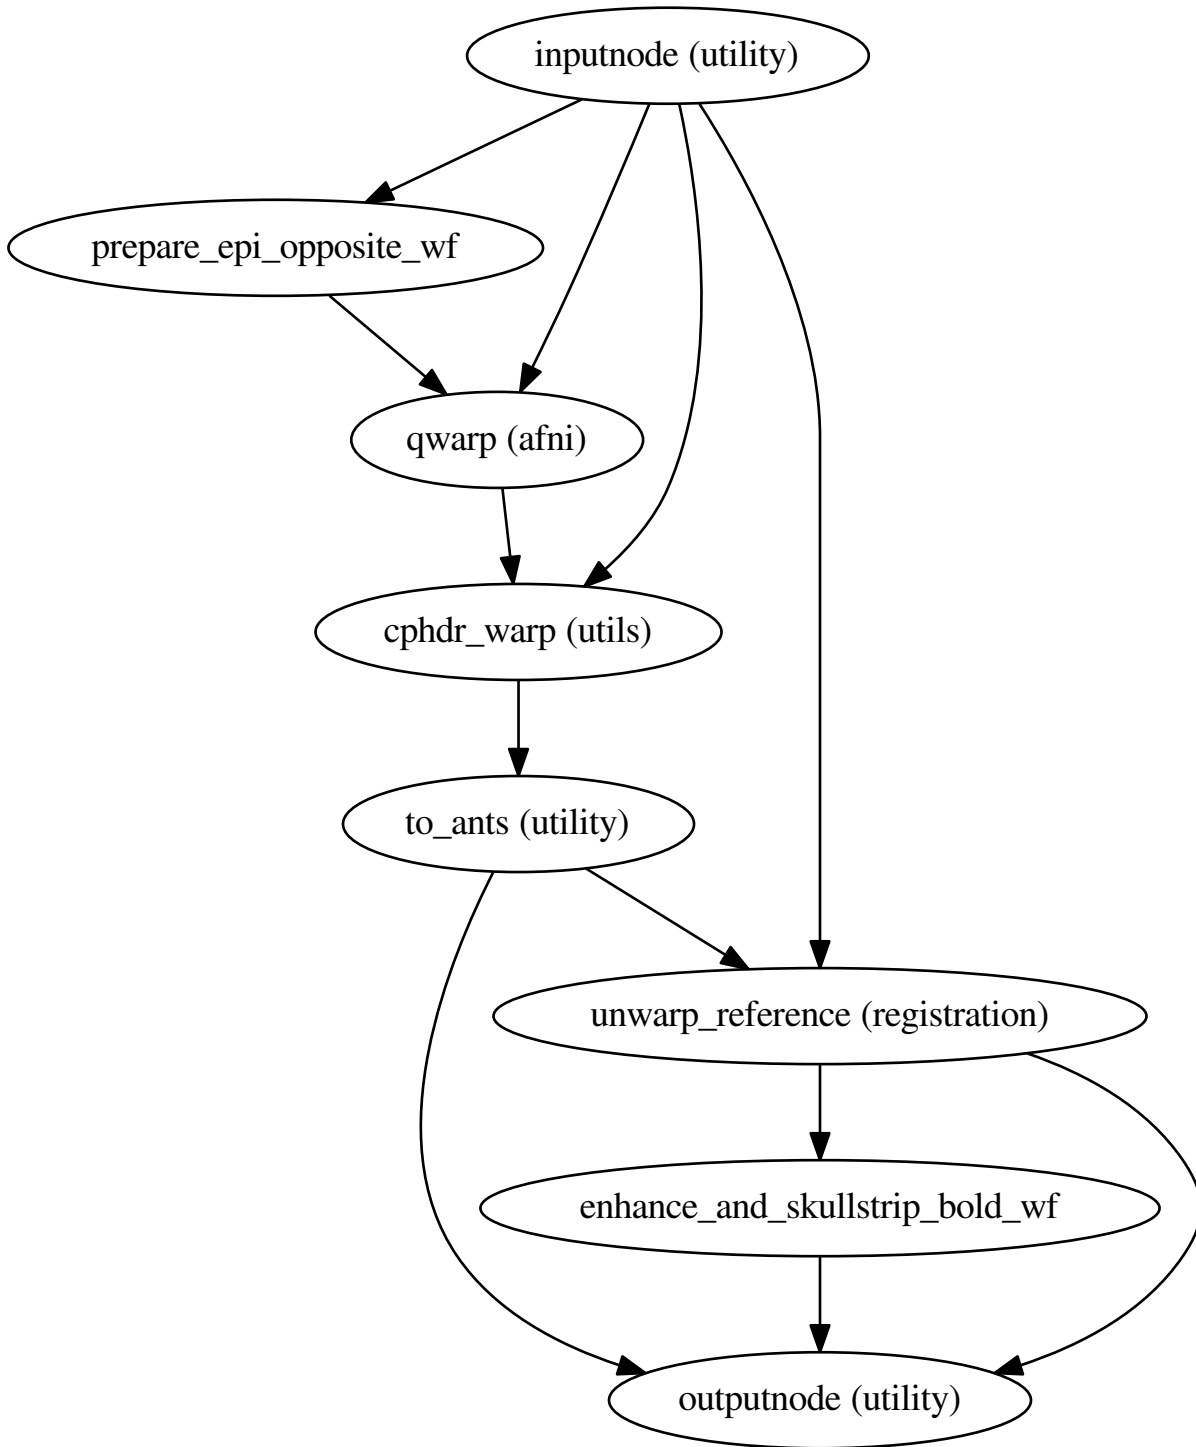 inputnode (utility)
prepare_epi_opposite_wf
qwarp (afni)
cphdr_warp (utils)
to_ants (utility)
unwarp_reference (registration)
enhance_and_skullstrip_bold_wf
outputnode (utility)